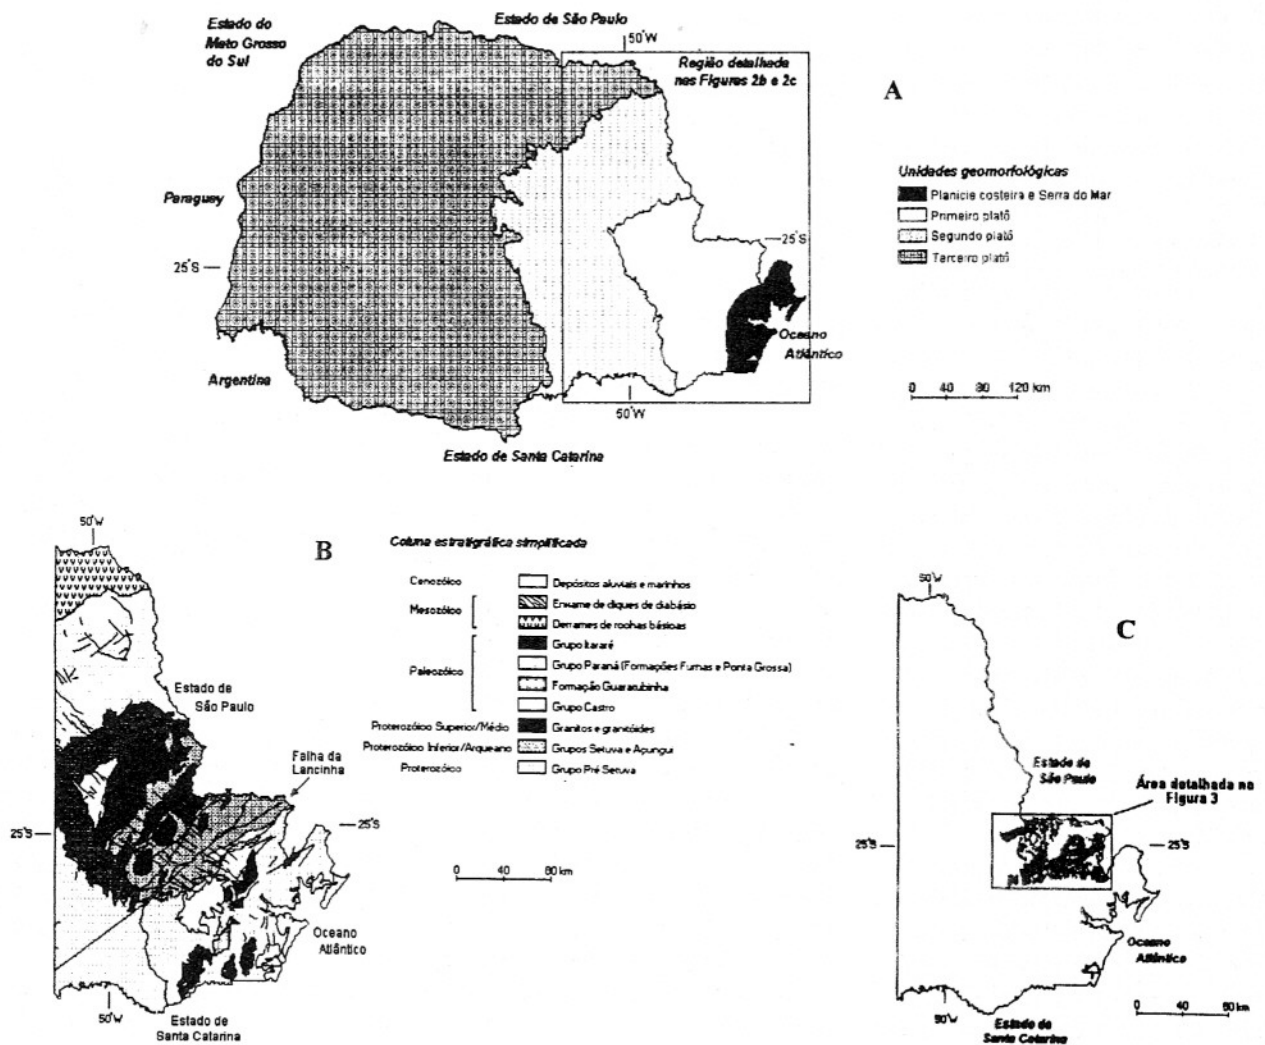 Estado do
Mato Grosso
do Sul
Estado de São Paulo
50°W
Região detalhada
nas Figuras 2b e 2c
A
Unidades geomorfológicas
Planície costeira e Serra do Mar
Primeiro platô
Segundo platô
Terceiro platô
Paraguay
25°S
25°S
Oceano
Atlântico
Argentina
50°W
0 40 80 120 km
Estado de Santa Catarina
50°W
B
Coluna estratigráfica simplificada
Cenozóico
Depósitos aluviais e marinhos
Mesozóico
Enxame de diques de diabásio
Derrames de rochas básicas
Paleozóico
Grupo Itararé
Grupo Paraná (Formações Furnas e Ponta Grossa)
Formação Guaratubinha
Grupo Castro
Proterozóico Superior/Médio
Granitos e granitóides
Proterozóico Inferior/Arqueano
Grupos Setuva e Açungui
Proterozóico
Grupo Pré Setuva
Estado de
São Paulo
Falha da
Lancinha
25°S
25°S
0 40 80 km
Oceano
Atlântico
50°W
Estado de
Santa Catarina
50°W
C
Estado de
São Paulo
Área detalhada na
Figura 3
25°S
25°S
Oceano
Atlântico
50°W
Estado de
Santa Catarina
0 40 80 km